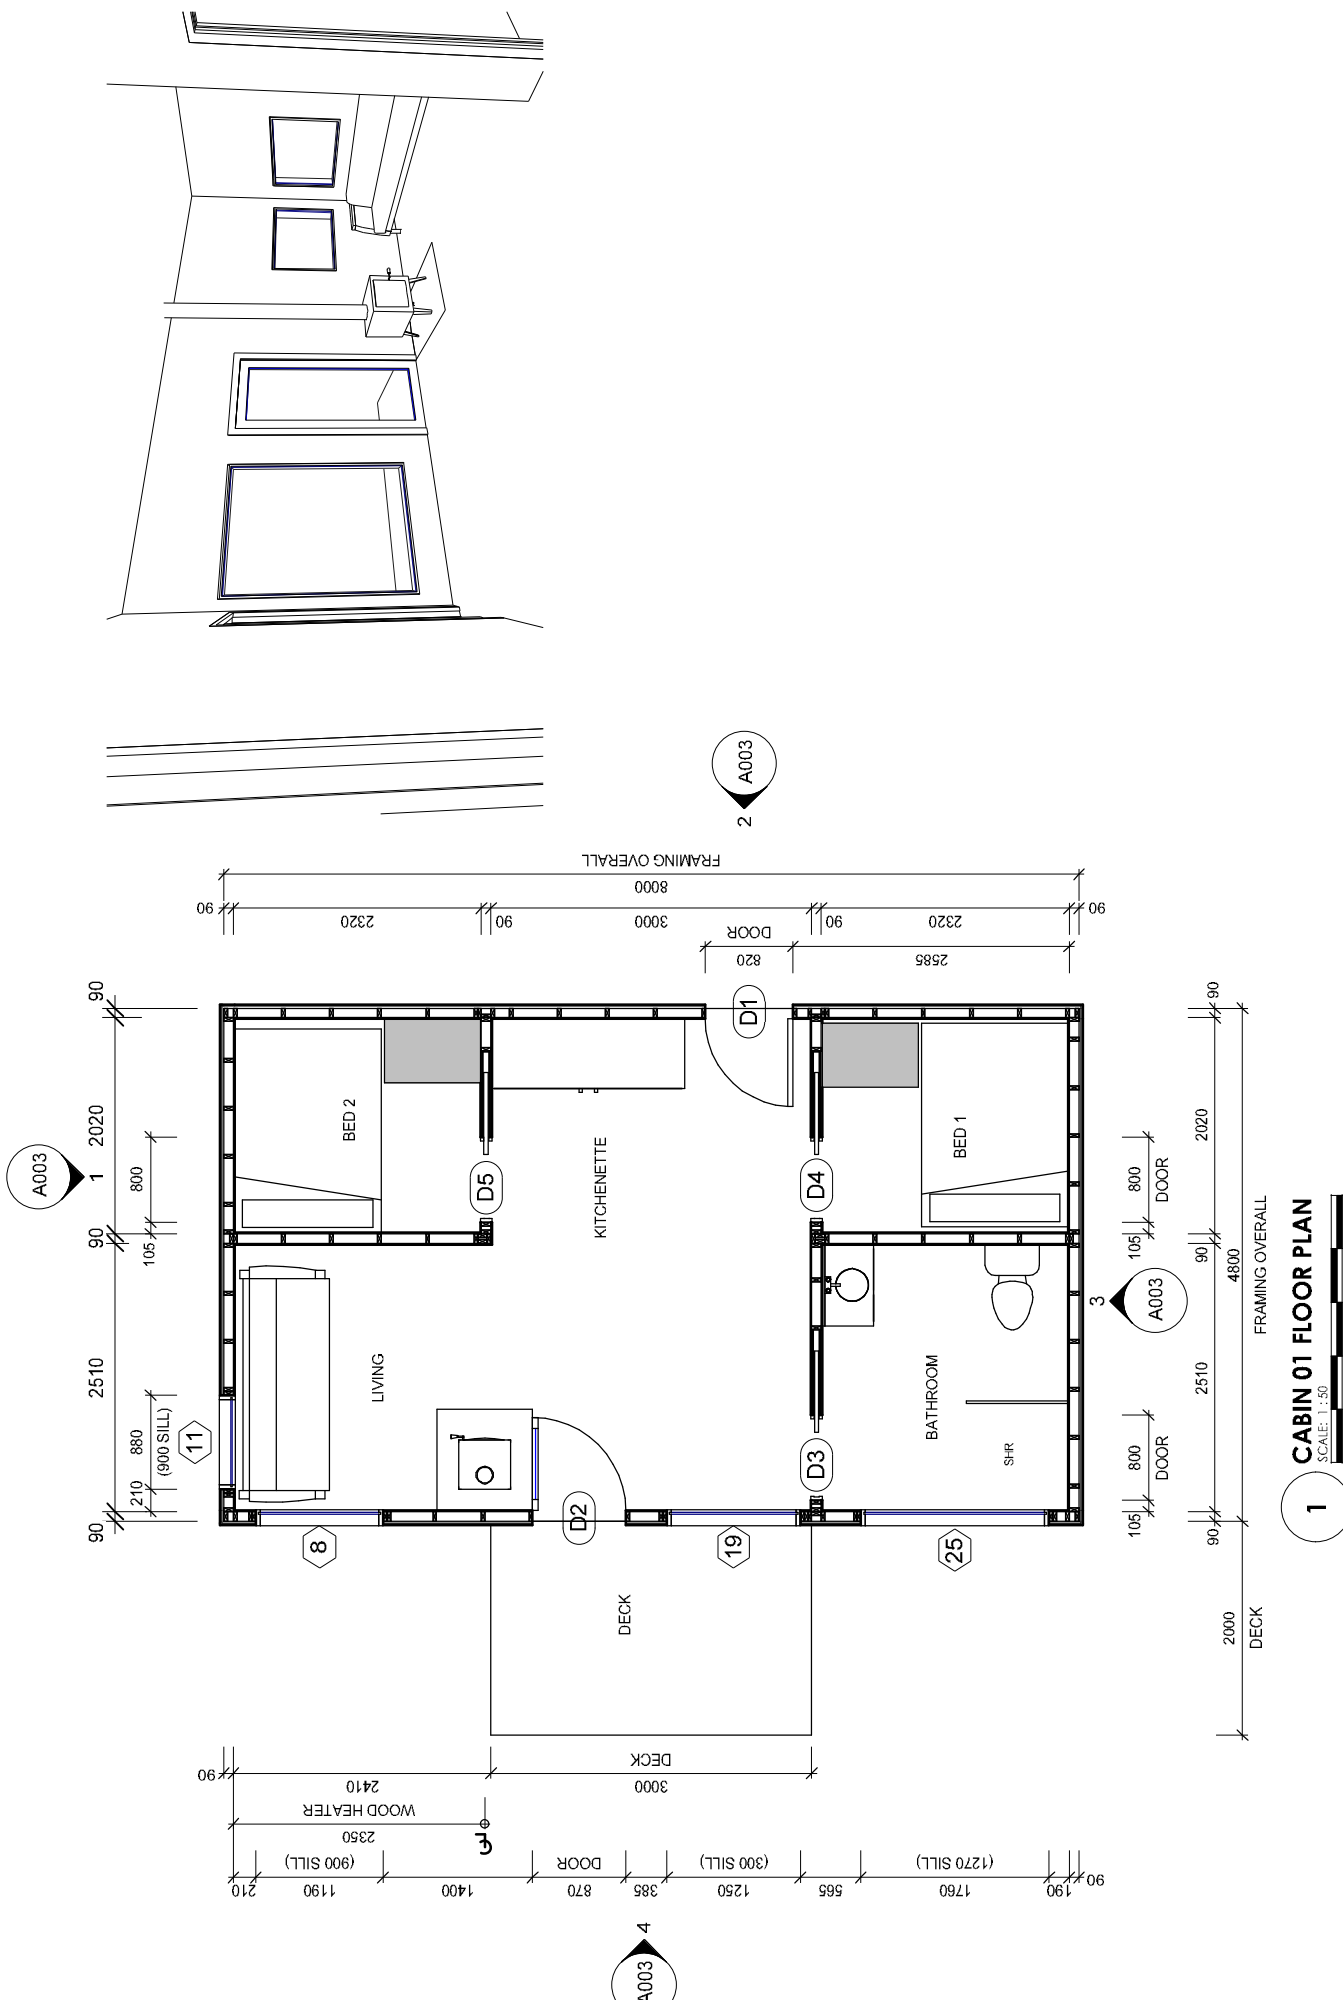 A003
2
FRAMING OVERALL
8000
90
2320
90
3000
90
2320
90
DOOR
820
2585
90
2020
90
2510
90
800
105
880
(900 SILL)
210
A003
1
11
D1
BED 2
D5
KITCHENETTE
D4
BED 1
LIVING
BATHROOM
SHR
D3
D2
8
19
25
DECK
90
2020
90
2510
90
4800
FRAMING OVERALL
800
DOOR
105
800
DOOR
105
2000
DECK
3
A003
90
2410
3000
DECK
WOOD HEATER
2350
CL
210
1190
(900 SILL)
1400
870
DOOR
385
1250
(300 SILL)
565
1760
(1270 SILL)
190
90
4
A003
1
CABIN 01 FLOOR PLAN
SCALE: 1 : 50